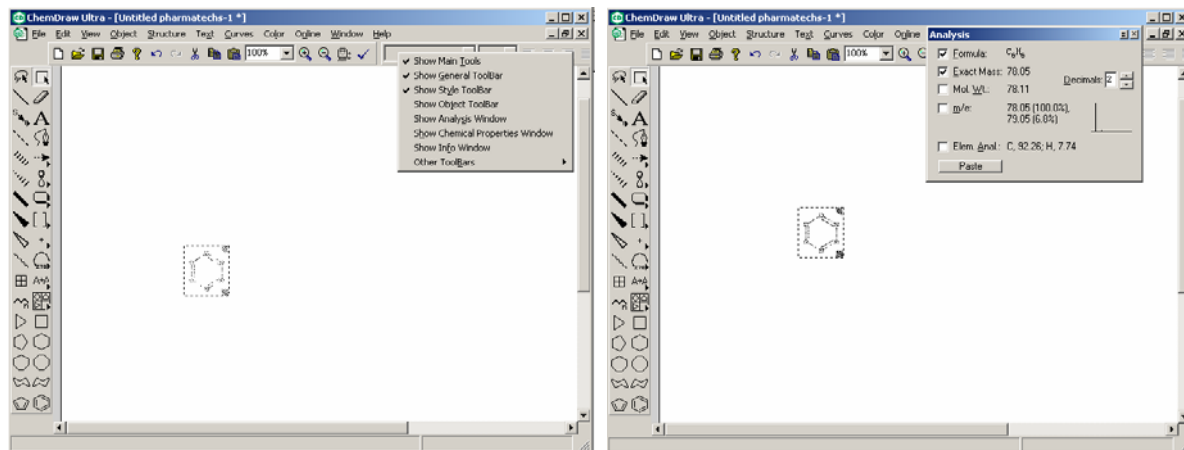 ChemDraw Ultra - [Untitled pharmatechs-1 *]
File Edit View Object Structure Text Curves Color Online Window Help
100%
Show Main Tools
Show General ToolBar
Show Style ToolBar
Show Object ToolBar
Show Analysis Window
Show Chemical Properties Window
Show Info Window
Other ToolBars
A
ChemDraw Ultra - [Untitled pharmatechs-1 *]
File Edit View Object Structure Text Curves Color Online
100%
Analysis
Formula: C6H6
Exact Mass: 78.05
Decimals: 2
Mol. Wt.: 78.11
m/e: 78.05 (100.0%),
79.05 (6.0%)
Elem. Anal.: C, 92.26; H, 7.74
Paste
A